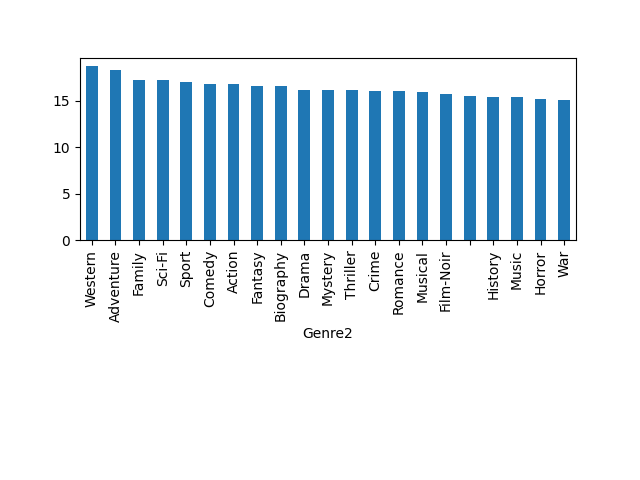 15
10
5
0
Western
Adventure
Family
Sci-Fi
Sport
Comedy
Action
Fantasy
Biography
Drama
Mystery
Thriller
Crime
Romance
Musical
Film-Noir
History
Music
Horror
War
Genre2